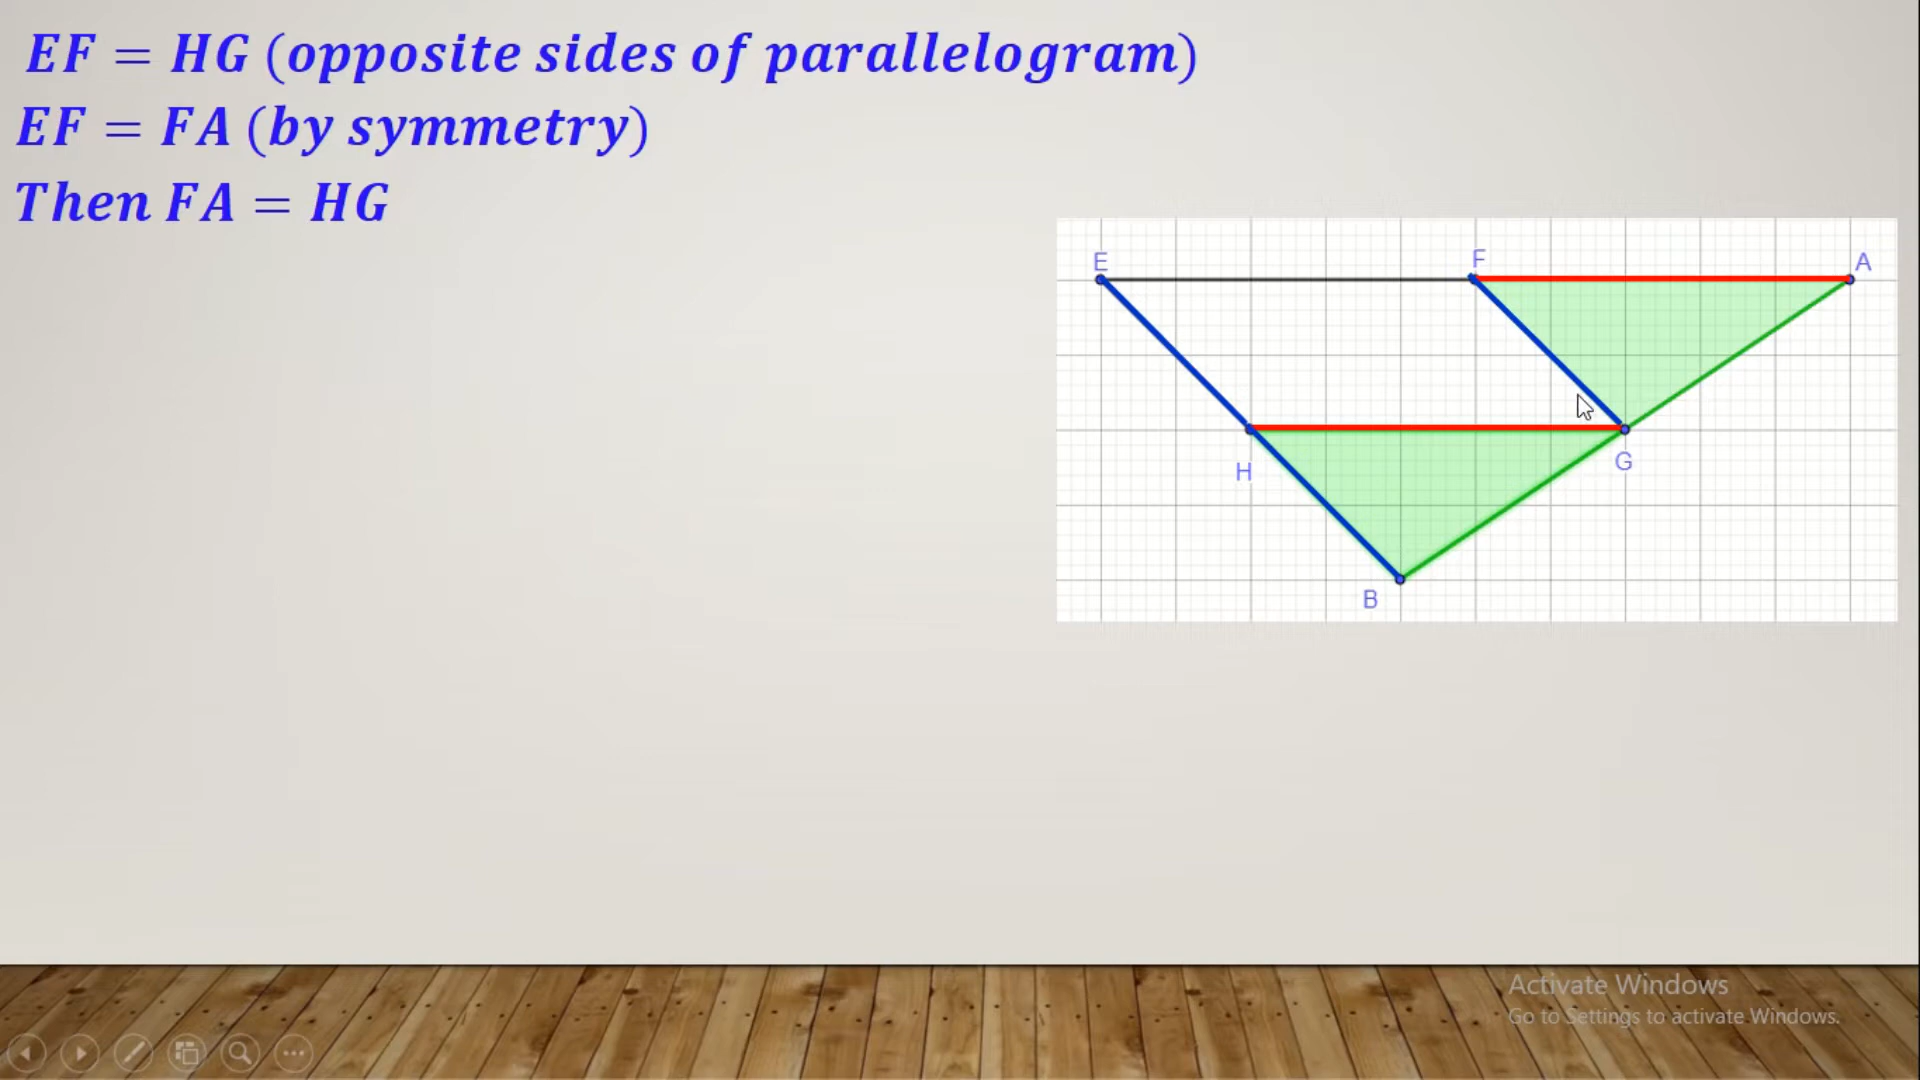 EF = HG (opposite sides of parallelogram)
EF = FA (by symmetry)
Then FA = HG
E
F
A
H
G
B
Activate Windows
Go to Settings to activate Windows.